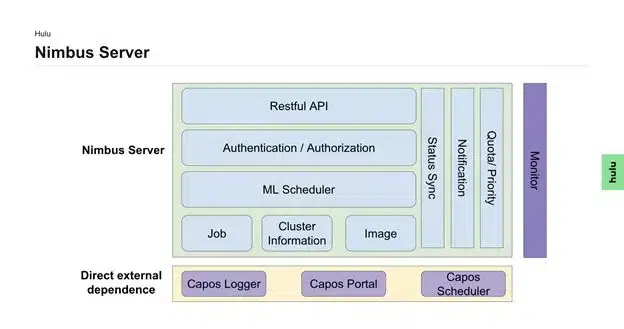 Hulu
Nimbus Server
Nimbus Server
Restful API
Authentication / Authorization
ML Scheduler
Job
Cluster
Information
Image
Status Sync
Notification
Quota/ Priority
Monitor
hulu
Direct external
dependence
Capos Logger
Capos Portal
Capos
Scheduler